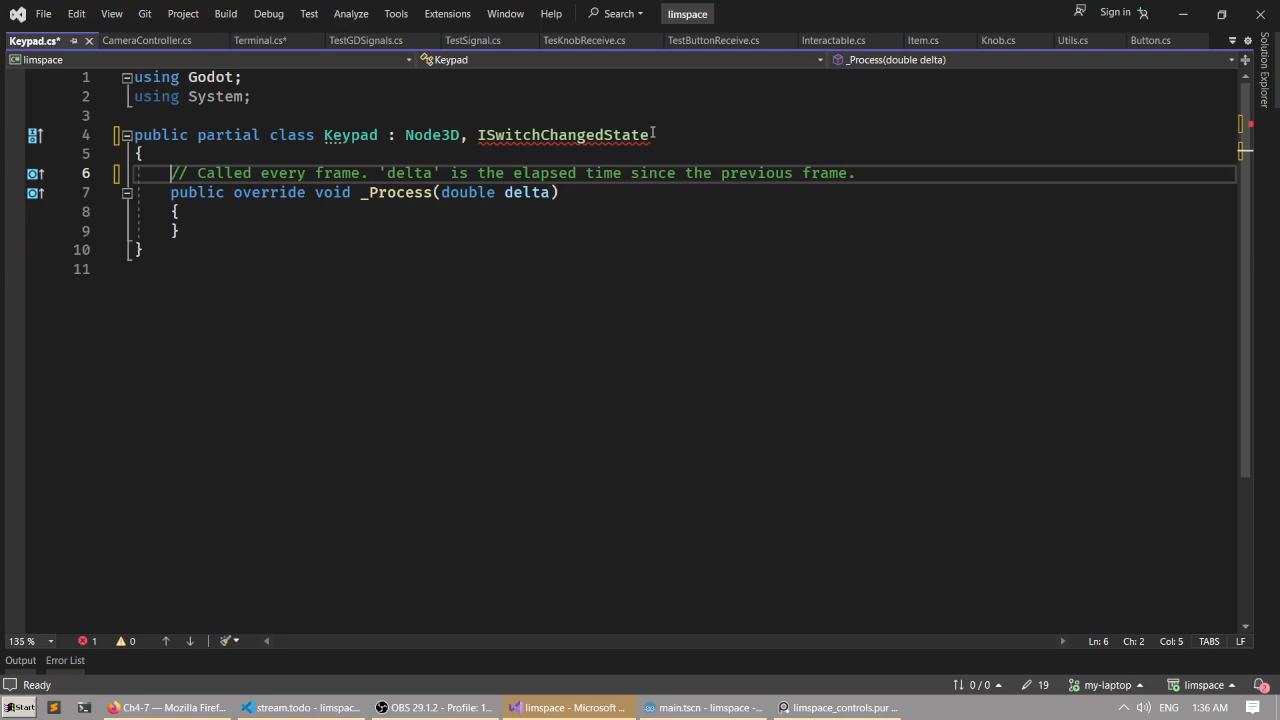 File Edit View Git Project Build Debug Test Analyze Tools Extensions Window Help Search limspace Sign in
Keypad.cs* CameraController.cs Terminal.cs* TestGDSignals.cs TestSignal.cs TesKnobReceive.cs TestButtonReceive.cs Interactable.cs Item.cs Knob.cs Utils.cs Button.cs
limspace Keypad _Process(double delta)
Solution Explorer
1 using Godot;
2 using System;
3
4 public partial class Keypad : Node3D, ISwitchChangedState
5 {
6 // Called every frame. 'delta' is the elapsed time since the previous frame.
7 public override void _Process(double delta)
8 {
9 }
10 }
11
135 % 1 0 Ln: 6 Ch: 2 Col: 5 TABS LF
Output Error List
Ready 0 / 0 19 my-laptop limspace 2
Start Ch4-7 — Mozilla Firef... stream.todo - limspac... OBS 29.1.2 - Profile: 1... limspace - Microsoft ... main.tscn - limspace -... limspace_controls.pur ... ENG 1:36 AM